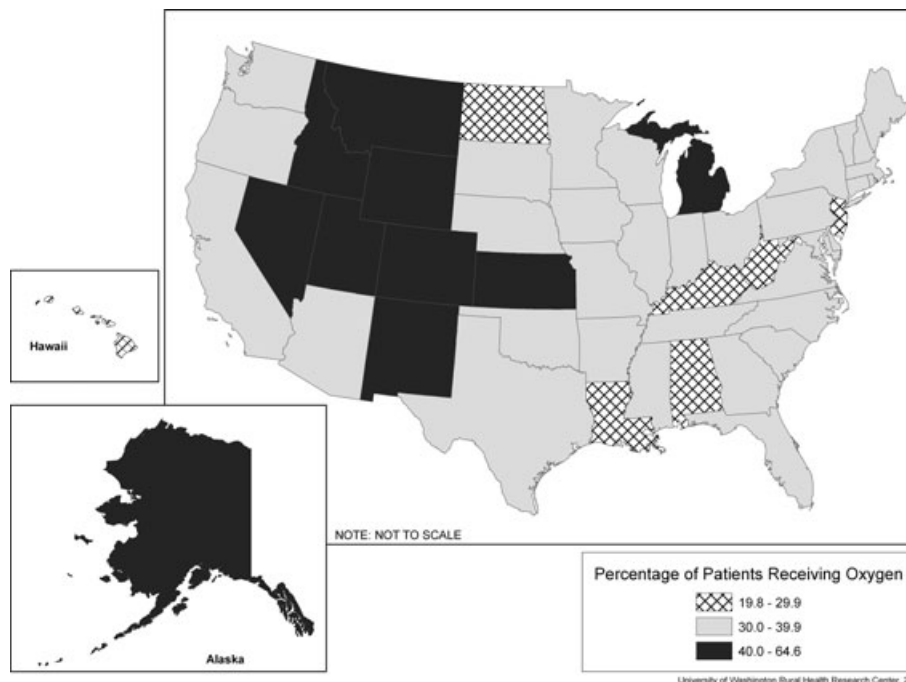 Hawaii
NOTE: NOT TO SCALE
Alaska
Percentage of Patients Receiving Oxygen
19.8 - 29.9
30.0 - 39.9
40.0 - 64.6
University of Washington Rural Health Research Center,